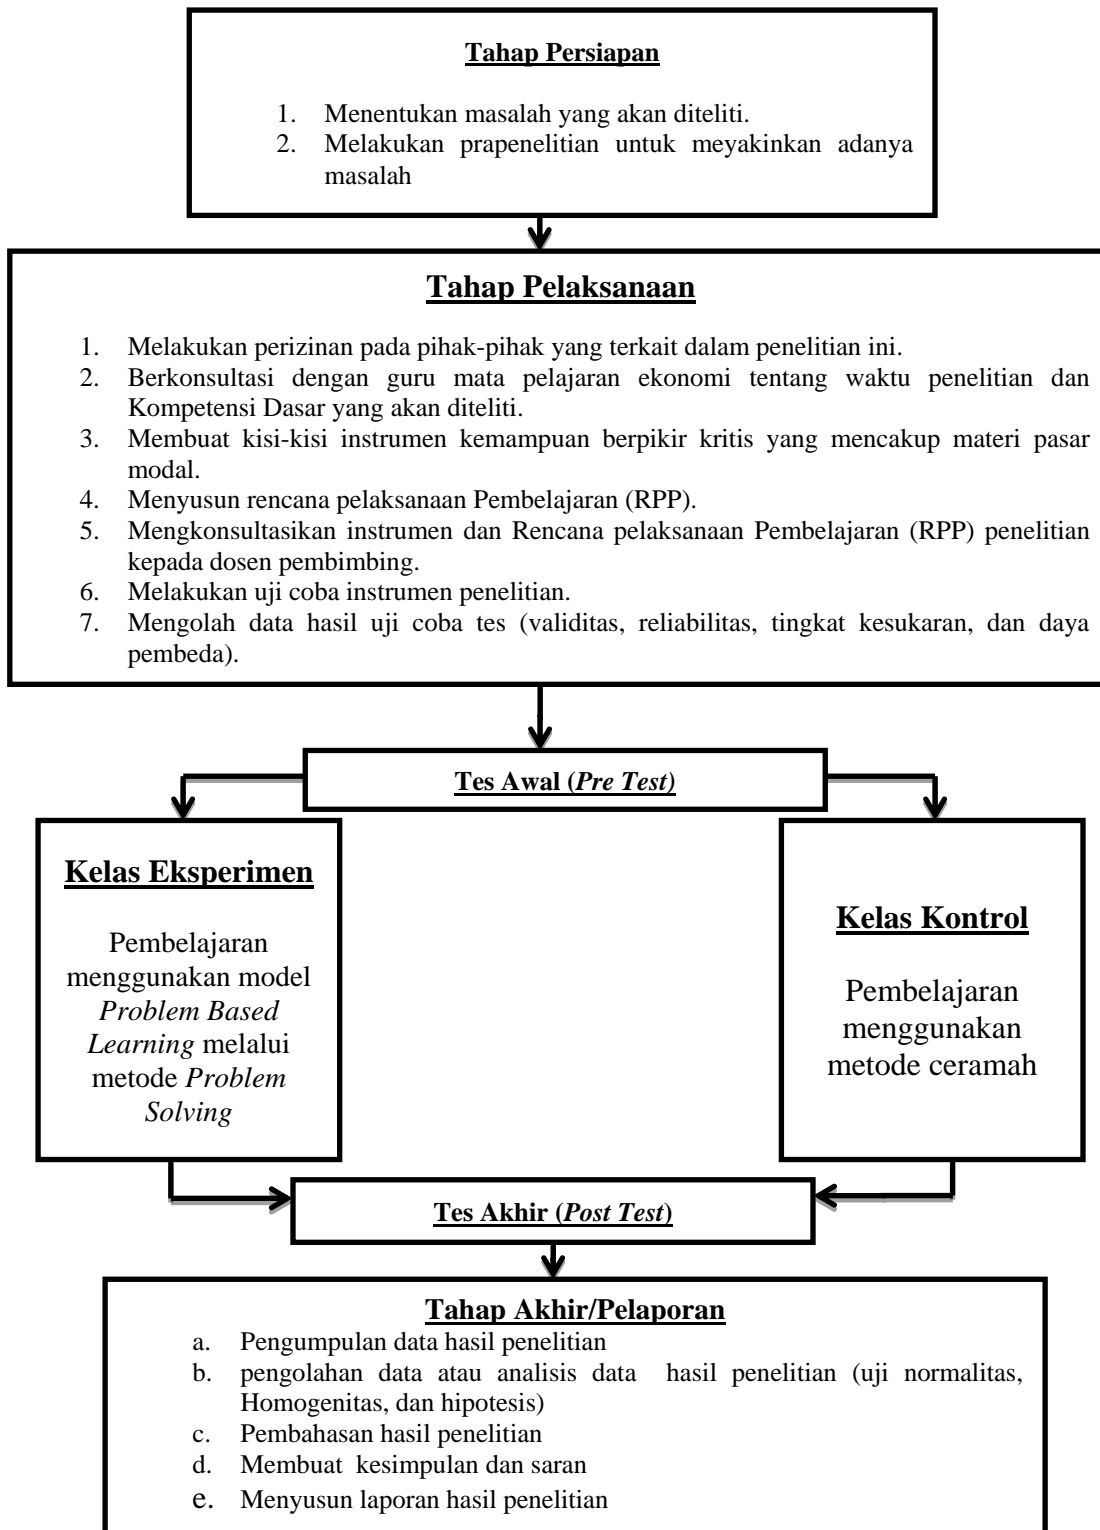 Tahap Persiapan
1. Menentukan masalah yang akan diteliti.
2. Melakukan prapenelitian untuk meyakinkan adanya
masalah
Tahap Pelaksanaan
1. Melakukan perizinan pada pihak-pihak yang terkait dalam penelitian ini.
2. Berkonsultasi dengan guru mata pelajaran ekonomi tentang waktu penelitian dan
Kompetensi Dasar yang akan diteliti.
3. Membuat kisi-kisi instrumen kemampuan berpikir kritis yang mencakup materi pasar
modal.
4. Menyusun rencana pelaksanaan Pembelajaran (RPP).
5. Mengkonsultasikan instrumen dan Rencana pelaksanaan Pembelajaran (RPP) penelitian
kepada dosen pembimbing.
6. Melakukan uji coba instrumen penelitian.
7. Mengolah data hasil uji coba tes (validitas, reliabilitas, tingkat kesukaran, dan daya
pembeda).
Tes Awal (Pre Test)
Kelas Eksperimen
Pembelajaran
menggunakan model
Problem Based
Learning melalui
metode Problem
Solving
Kelas Kontrol
Pembelajaran
menggunakan
metode ceramah
Tes Akhir (Post Test)
Tahap Akhir/Pelaporan
a. Pengumpulan data hasil penelitian
b. pengolahan data atau analisis data hasil penelitian (uji normalitas,
Homogenitas, dan hipotesis)
c. Pembahasan hasil penelitian
d. Membuat kesimpulan dan saran
e. Menyusun laporan hasil penelitian